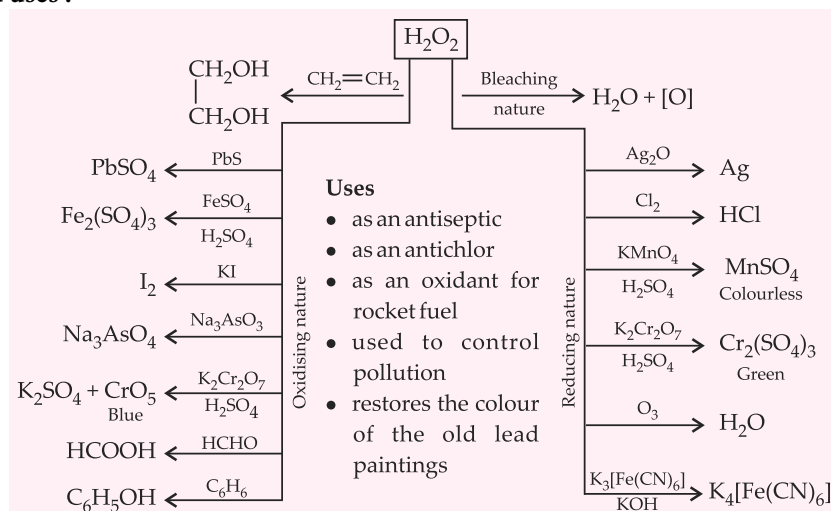 uses :
H₂O₂
CH₂OH
CH₂OH
CH₂=CH₂
Bleaching
nature
H₂O + [O]
PbSO₄
PbS
Fe₂(SO₄)₃
FeSO₄
H₂SO₄
I₂
KI
Na₃AsO₄
Na₃AsO₃
K₂SO₄ + CrO₅
Blue
K₂Cr₂O₇
H₂SO₄
HCOOH
HCHO
C₆H₅OH
C₆H₆
Oxidising nature
Uses
• as an antiseptic
• as an antichlor
• as an oxidant for
rocket fuel
• used to control
pollution
• restores the colour
of the old lead
paintings
Reducing nature
Ag₂O
Ag
Cl₂
HCl
KMnO₄
H₂SO₄
MnSO₄
Colourless
K₂Cr₂O₇
H₂SO₄
Cr₂(SO₄)₃
Green
O₃
H₂O
K₃[Fe(CN)₆]
KOH
K₄[Fe(CN)₆]